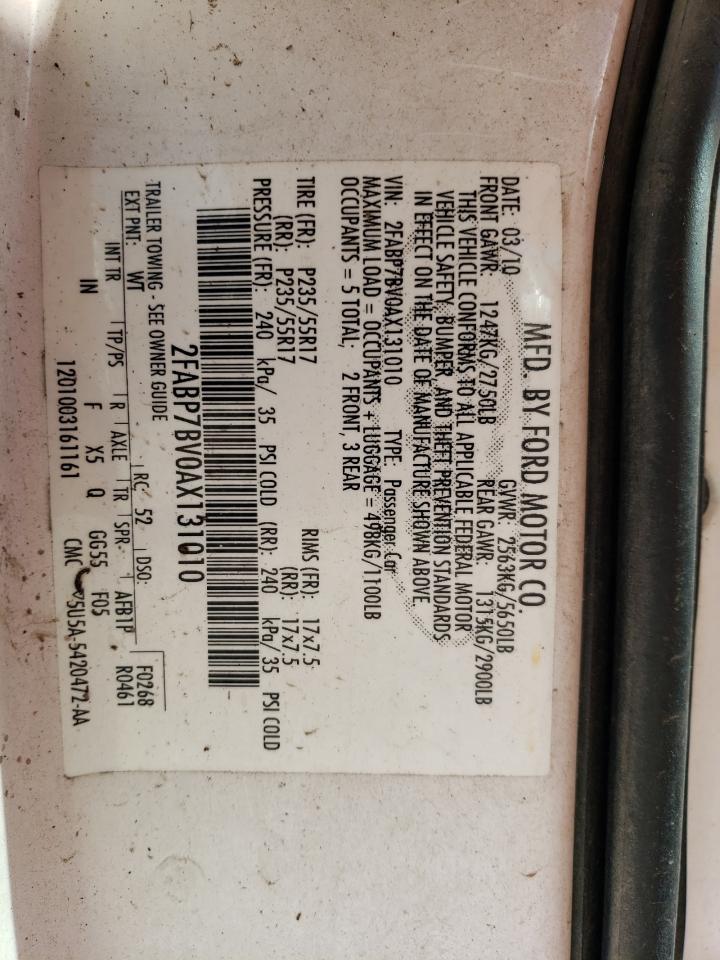 MFD. BY FORD MOTOR CO.
DATE: 03/10 GVWR: 2563KG/5650LB
FRONT GAWR: 1247KG/2750LB REAR GAWR: 1315KG/2900LB
THIS VEHICLE CONFORMS TO ALL APPLICABLE FEDERAL MOTOR
VEHICLE SAFETY, BUMPER, AND THEFT PREVENTION STANDARDS
IN EFFECT ON THE DATE OF MANUFACTURE SHOWN ABOVE.
VIN: 2FABP7BV0AX131010 TYPE: Passenger Car
MAXIMUM LOAD = OCCUPANTS + LUGGAGE = 498KG/1100LB
OCCUPANTS = 5 TOTAL, 2 FRONT, 3 REAR
TIRE (FR): P235/55R17 RIMS (FR): 17x7.5
(RR): P235/55R17 (RR): 17x7.5
PRESSURE (FR): 240 kPa/ 35 PSI COLD (RR): 240 kPa/ 35 PSI COLD
2FABP7BV0AX131010
TRAILER TOWING - SEE OWNER GUIDE
EXT PNT: WT RC: 52 DSO: F0268
INT TR TP/PS R AXLE TR SPR AFB1P R0461
IN F X5 Q GG55 F05
1201003161161 CMC 5U5A-5420472-AA